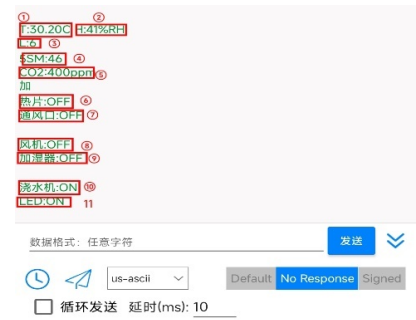 ① ②
T:30.20C H:41%RH
L:6 ③
SSM:46 ④
CO2:400ppm ⑤
加
热片:OFF ⑥
通风口:OFF ⑦
风机:OFF ⑧
加湿器:OFF ⑨
浇水机:ON ⑩
LED:ON 11
数据格式: 任意字符 发送
us-ascii Default No Response Signed
循环发送 延时(ms): 10